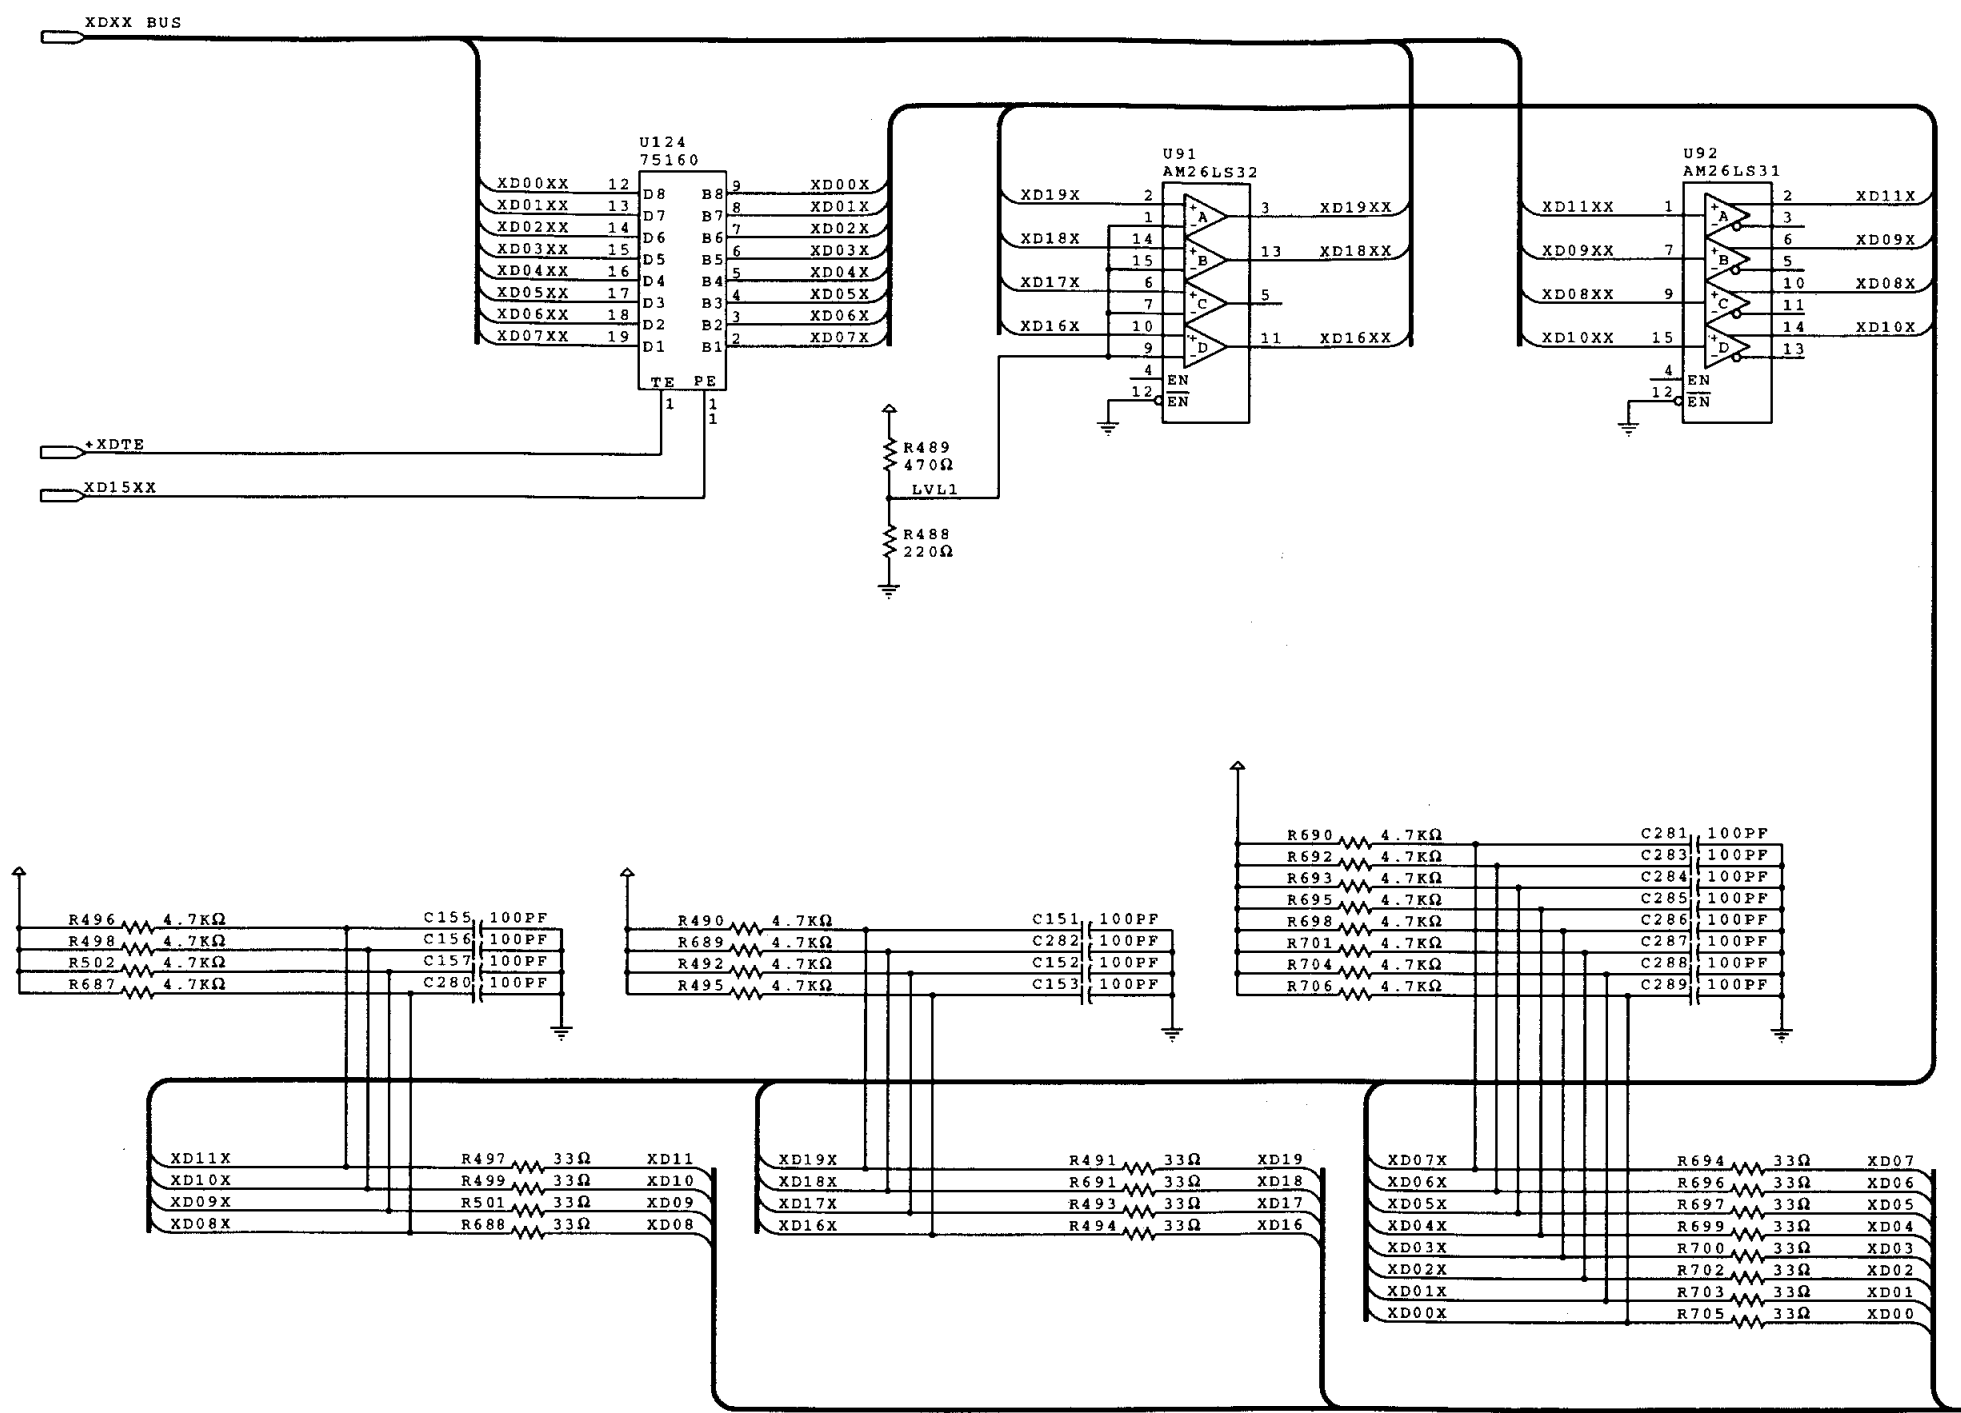 XDXX BUS
U124
75160
XD00XX 12 D8 B8 9 XD00X
XD01XX 13 D7 B7 8 XD01X
XD02XX 14 D6 B6 7 XD02X
XD03XX 15 D5 B5 6 XD03X
XD04XX 16 D4 B4 5 XD04X
XD05XX 17 D3 B3 4 XD05X
XD06XX 18 D2 B2 3 XD06X
XD07XX 19 D1 B1 2 XD07X
TE PE
1 1
1
+XDTE
XD15XX
R489
470Ω
LVL1
R488
220Ω
U91
AM26LS32
XD19X 2 + A 3 XD19XX
1 -
XD18X 14 + B 13 XD18XX
15 -
XD17X 6 + C 5
7 -
XD16X 10 + D 11 XD16XX
9 -
4 EN
12 EN
U92
AM26LS31
XD11XX 1 + A - 2 XD11X
3
XD09XX 7 + B - 6 XD09X
5
XD08XX 9 + C - 10 XD08X
11
XD10XX 15 + D - 14 XD10X
13
4 EN
12 EN
R496 4.7KΩ C155 100PF
R498 4.7KΩ C156 100PF
R502 4.7KΩ C157 100PF
R687 4.7KΩ C280 100PF
R490 4.7KΩ C151 100PF
R689 4.7KΩ C282 100PF
R492 4.7KΩ C152 100PF
R495 4.7KΩ C153 100PF
R690 4.7KΩ C281 100PF
R692 4.7KΩ C283 100PF
R693 4.7KΩ C284 100PF
R695 4.7KΩ C285 100PF
R698 4.7KΩ C286 100PF
R701 4.7KΩ C287 100PF
R704 4.7KΩ C288 100PF
R706 4.7KΩ C289 100PF
XD11X R497 33Ω XD11
XD10X R499 33Ω XD10
XD09X R501 33Ω XD09
XD08X R688 33Ω XD08
XD19X R491 33Ω XD19
XD18X R691 33Ω XD18
XD17X R493 33Ω XD17
XD16X R494 33Ω XD16
XD07X R694 33Ω XD07
XD06X R696 33Ω XD06
XD05X R697 33Ω XD05
XD04X R699 33Ω XD04
XD03X R700 33Ω XD03
XD02X R702 33Ω XD02
XD01X R703 33Ω XD01
XD00X R705 33Ω XD00